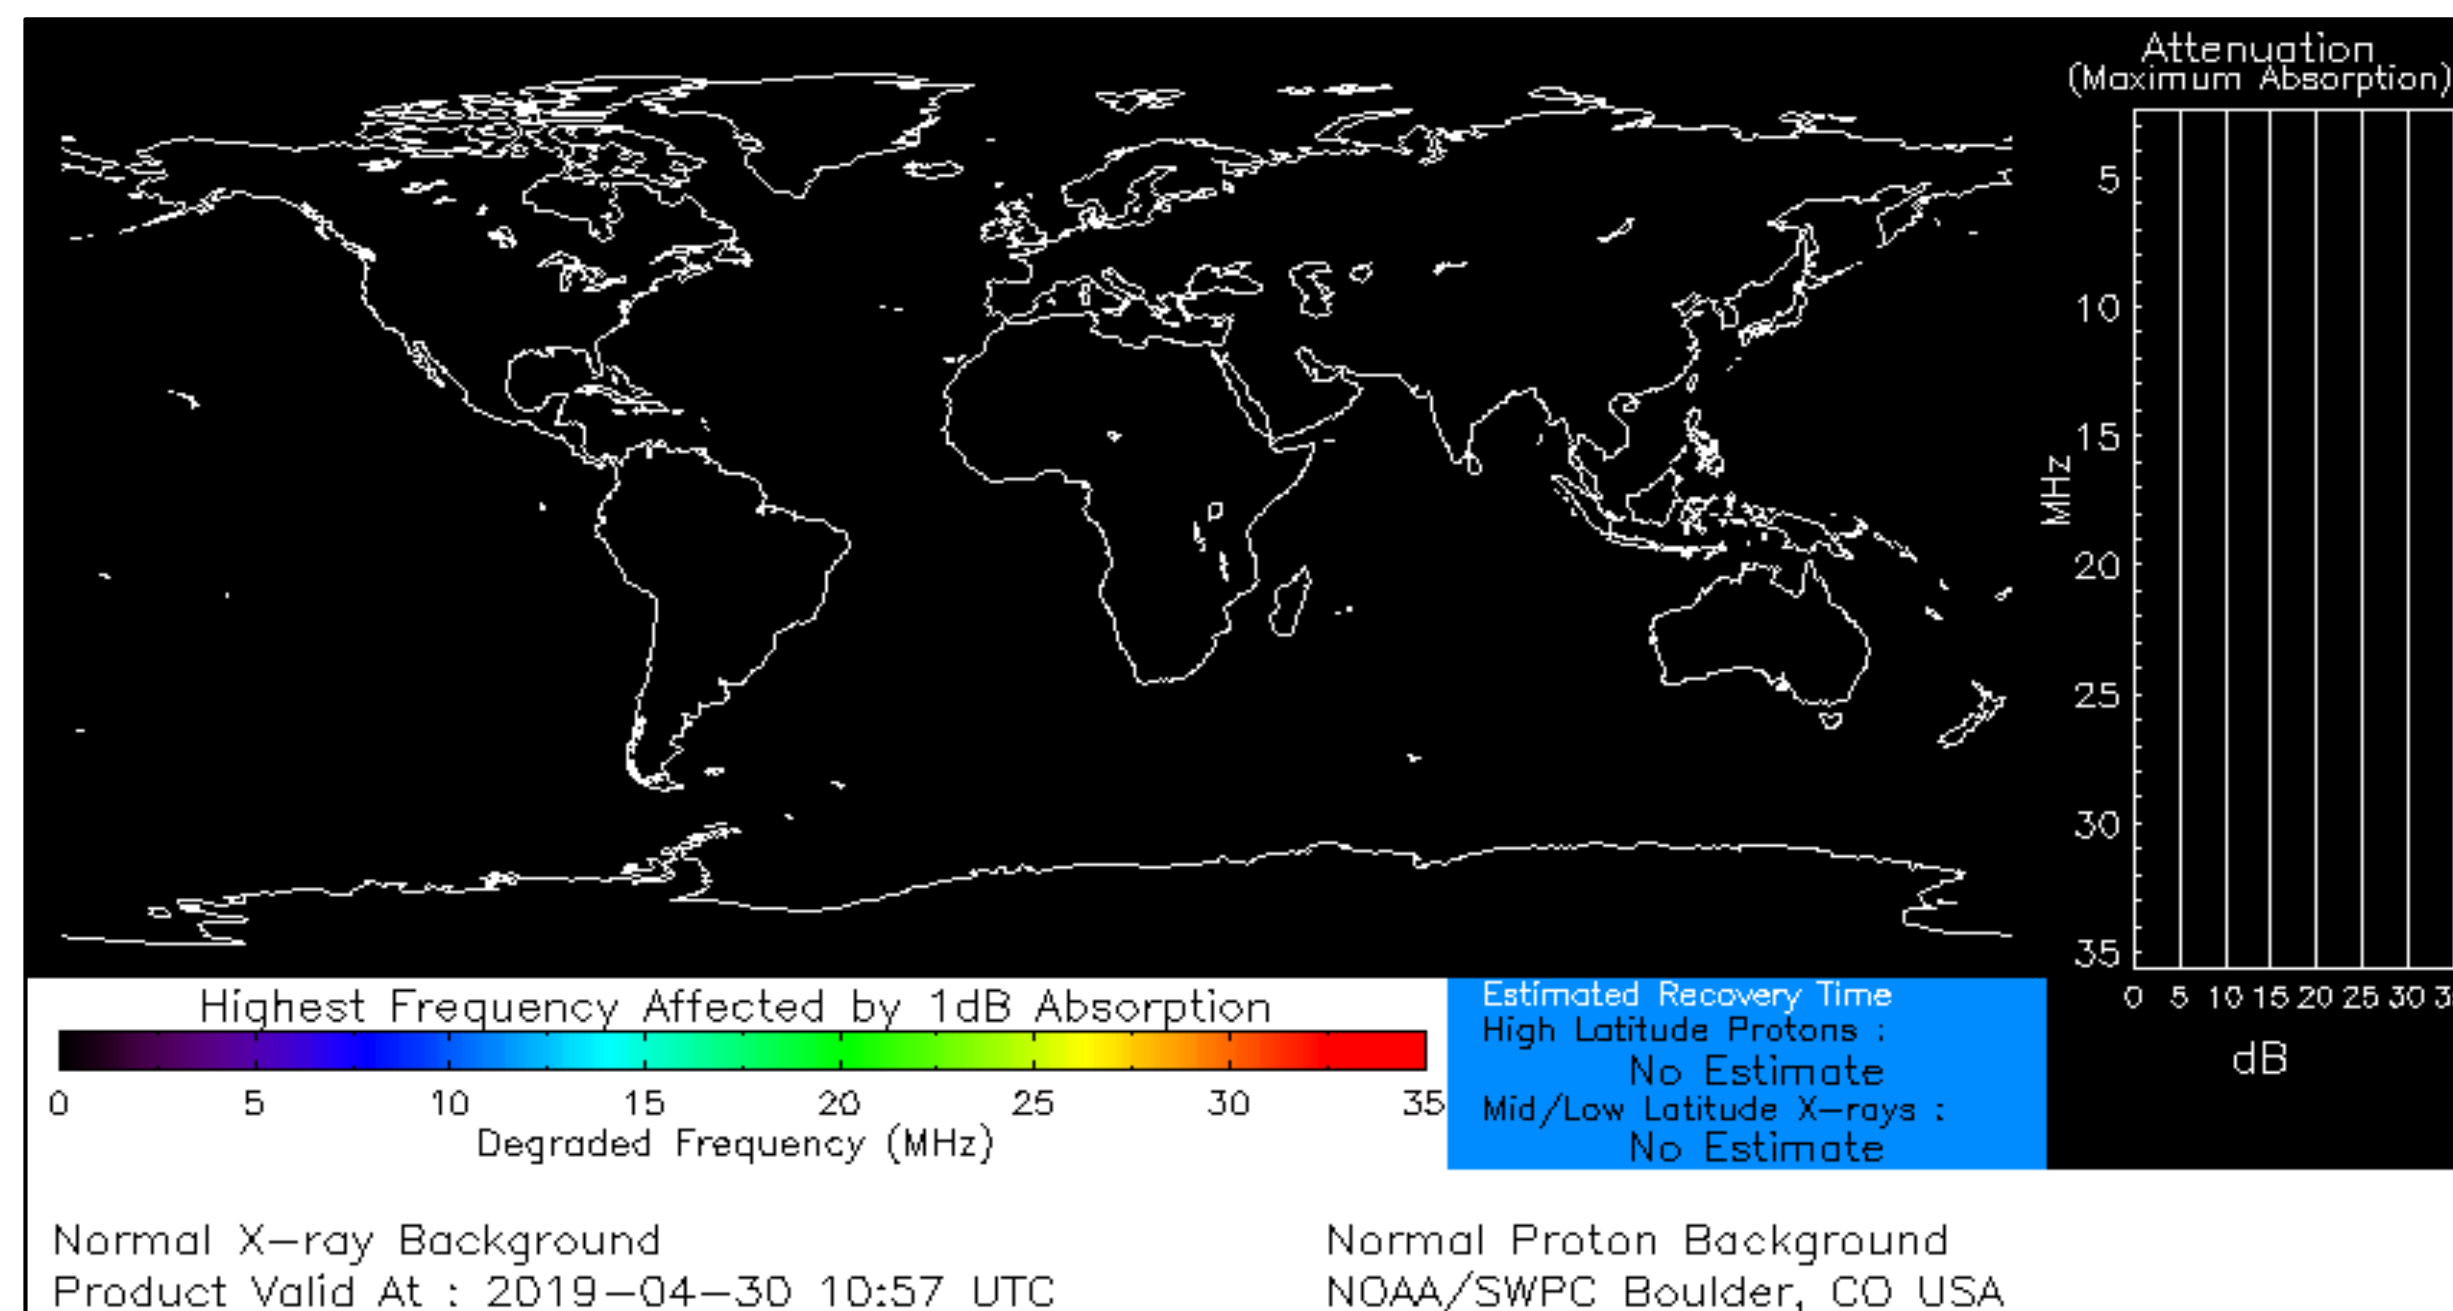 Attenuation
(Maximum Absorption)
5
10
15
20
25
30
35
MHz
0 5 10 15 20 25 30
dB
Highest Frequency Affected by 1dB Absorption
0 5 10 15 20 25 30 35
Degraded Frequency (MHz)
Estimated Recovery Time
High Latitude Protons :
No Estimate
Mid/Low Latitude X-rays :
No Estimate
Normal X-ray Background
Normal Proton Background
Product Valid At : 2019-04-30 10:57 UTC
NOAA/SWPC Boulder, CO USA